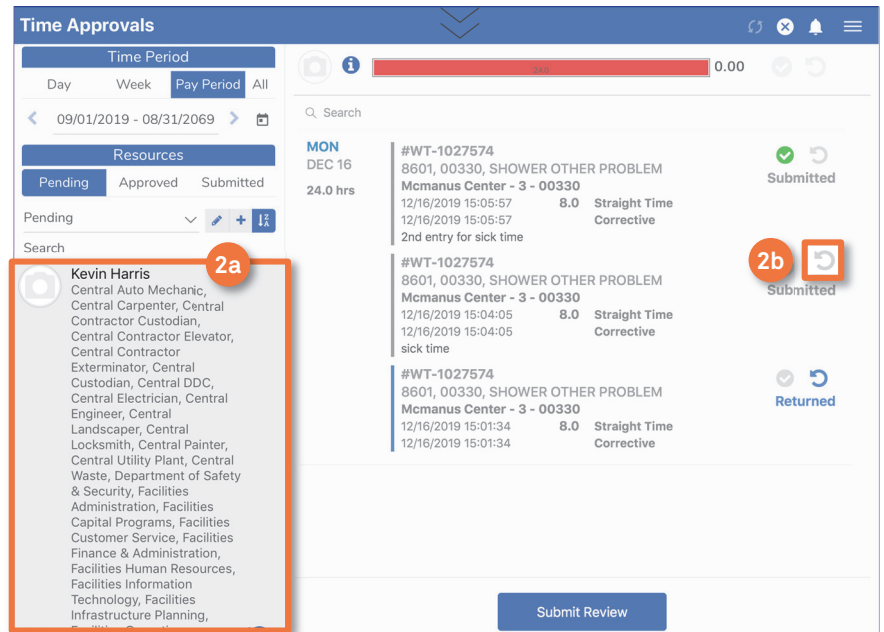 Time Approvals
Time Period
Day Week Pay Period All
09/01/2019 - 08/31/2069
Resources
Pending Approved Submitted
Pending
Search
2a
Kevin Harris
Central Auto Mechanic,
Central Carpenter, Central
Contractor Custodian,
Central Contractor Elevator,
Central Contractor
Exterminator, Central
Custodian, Central DDC,
Central Electrician, Central
Engineer, Central
Landscaper, Central
Locksmith, Central Painter,
Central Utility Plant, Central
Waste, Department of Safety
& Security, Facilities
Administration, Facilities
Capital Programs, Facilities
Customer Service, Facilities
Finance & Administration,
Facilities Human Resources,
Facilities Information
Technology, Facilities
Infrastructure Planning,
24.0
0.00
Search
MON
DEC 16
24.0 hrs
#WT-1027574
8601, 00330, SHOWER OTHER PROBLEM
Mcmanus Center - 3 - 00330
12/16/2019 15:05:57 8.0 Straight Time
12/16/2019 15:05:57 Corrective
2nd entry for sick time
Submitted
#WT-1027574
8601, 00330, SHOWER OTHER PROBLEM
Mcmanus Center - 3 - 00330
12/16/2019 15:04:05 8.0 Straight Time
12/16/2019 15:04:05 Corrective
sick time
2b
Submitted
#WT-1027574
8601, 00330, SHOWER OTHER PROBLEM
Mcmanus Center - 3 - 00330
12/16/2019 15:01:34 8.0 Straight Time
12/16/2019 15:01:34 Corrective
Returned
Submit Review